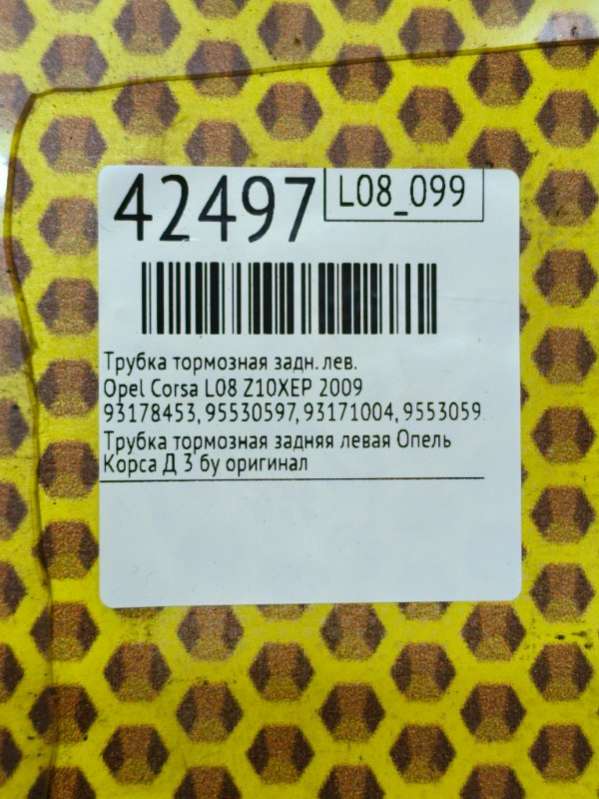 42497
L08_099
Трубка тормозная задн. лев.
Opel Corsa L08 Z10XEP 2009
93178453, 95530597, 93171004, 9553059
Трубка тормозная задняя левая Опель
Корса Д 3 бу оригинал